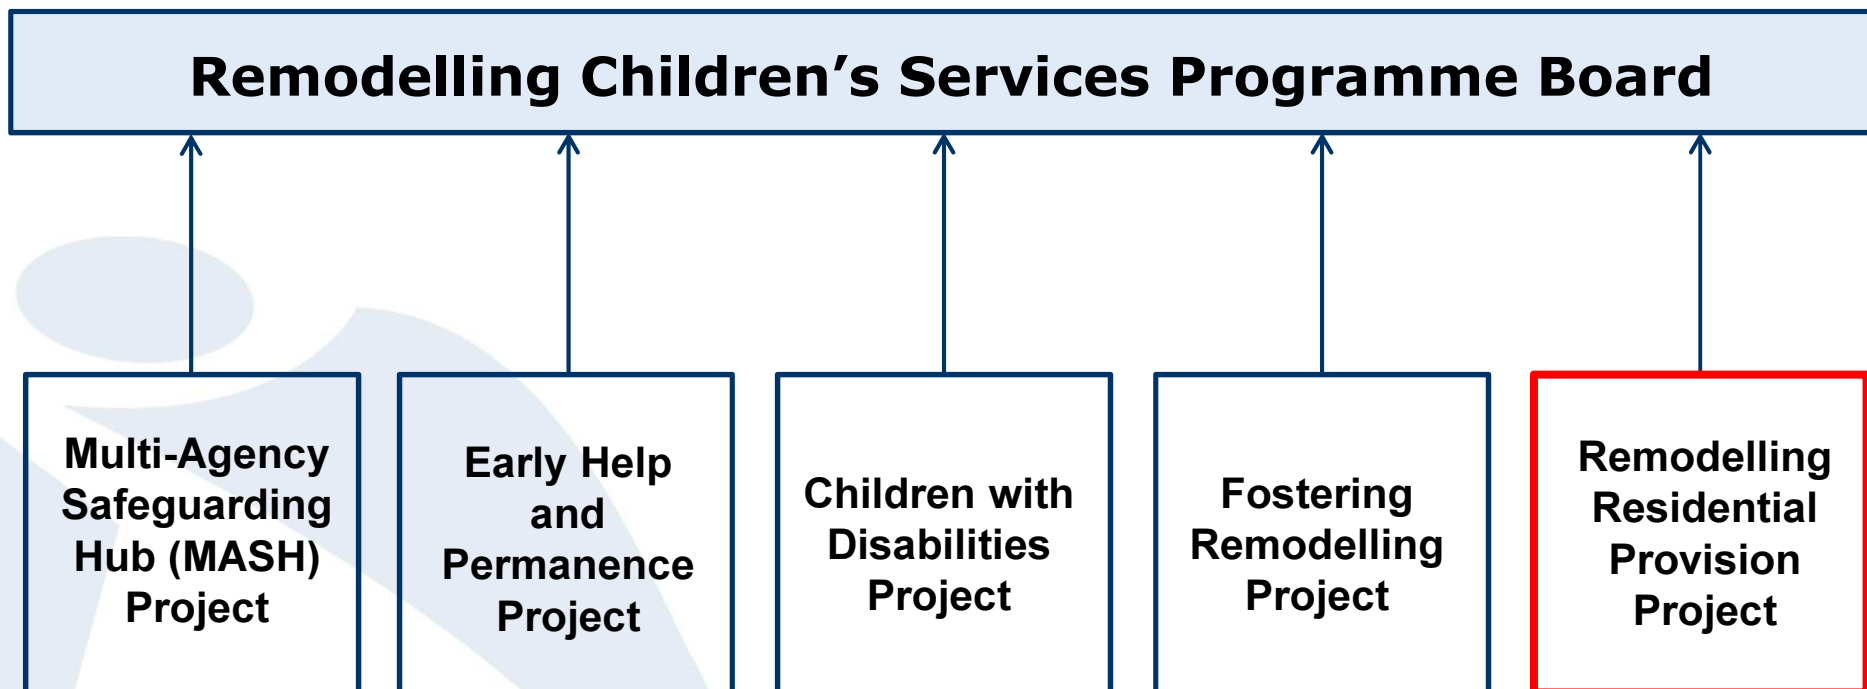 Remodelling Children’s Services Programme Board
Multi-Agency
Safeguarding
Hub (MASH)
Project
Early Help
and
Permanence
Project
Children with
Disabilities
Project
Fostering
Remodelling
Project
Remodelling
Residential
Provision
Project